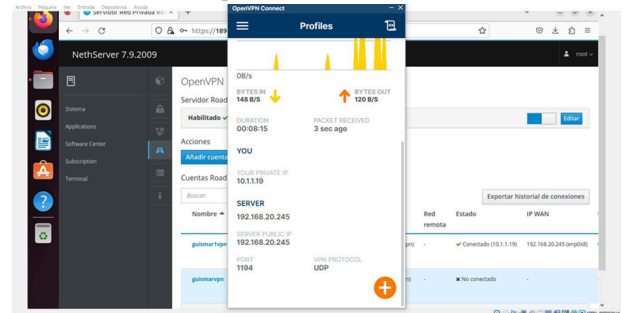 Archivo Máquina Ver Entrada Dispositivos Ayuda
Servidor Red Privada Vir
https://189
NethServer 7.9.2009
root
Sistema
Applications
Software Center
Subscription
Terminal
OpenVPN
Servidor Road
Habilitado
Editar
Acciones
Añadir cuenta
Cuentas Road
Buscar
Exportar historial de conexiones
Nombre
Red remota
Estado
IP WAN
guismar1vpn
pn)
-
Conectado (10.1.1.19)
192.168.20.245 (enp0s8)
guismarvpn
n)
-
No conectado
-
OpenVPN Connect
Profiles
0B/s
BYTES IN
148 B/S
BYTES OUT
120 B/S
DURATION
00:08:15
PACKET RECEIVED
3 sec ago
YOU
YOUR PRIVATE IP
10.1.1.19
SERVER
192.168.20.245
SERVER PUBLIC IP
192.168.20.245
PORT
1194
VPN PROTOCOL
UDP